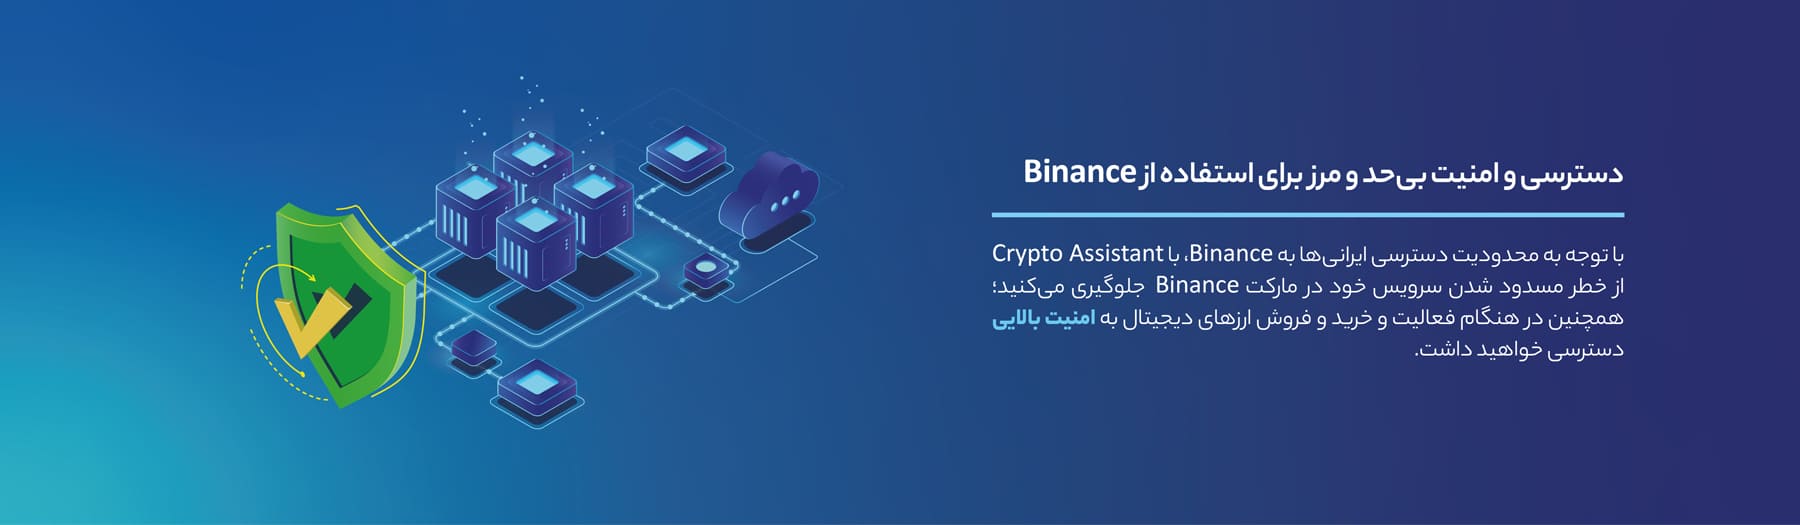 دسترسی و امنیت بی‌حد و مرز برای استفاده از Binance
با توجه به محدودیت دسترسی ایرانی‌ها به Binance، با Crypto Assistant
از خطر مسدود شدن سرویس خود در مارکت Binance جلوگیری می‌کنید؛
همچنین در هنگام فعالیت و خرید و فروش ارزهای دیجیتال به امنیت بالایی
دسترسی خواهید داشت.